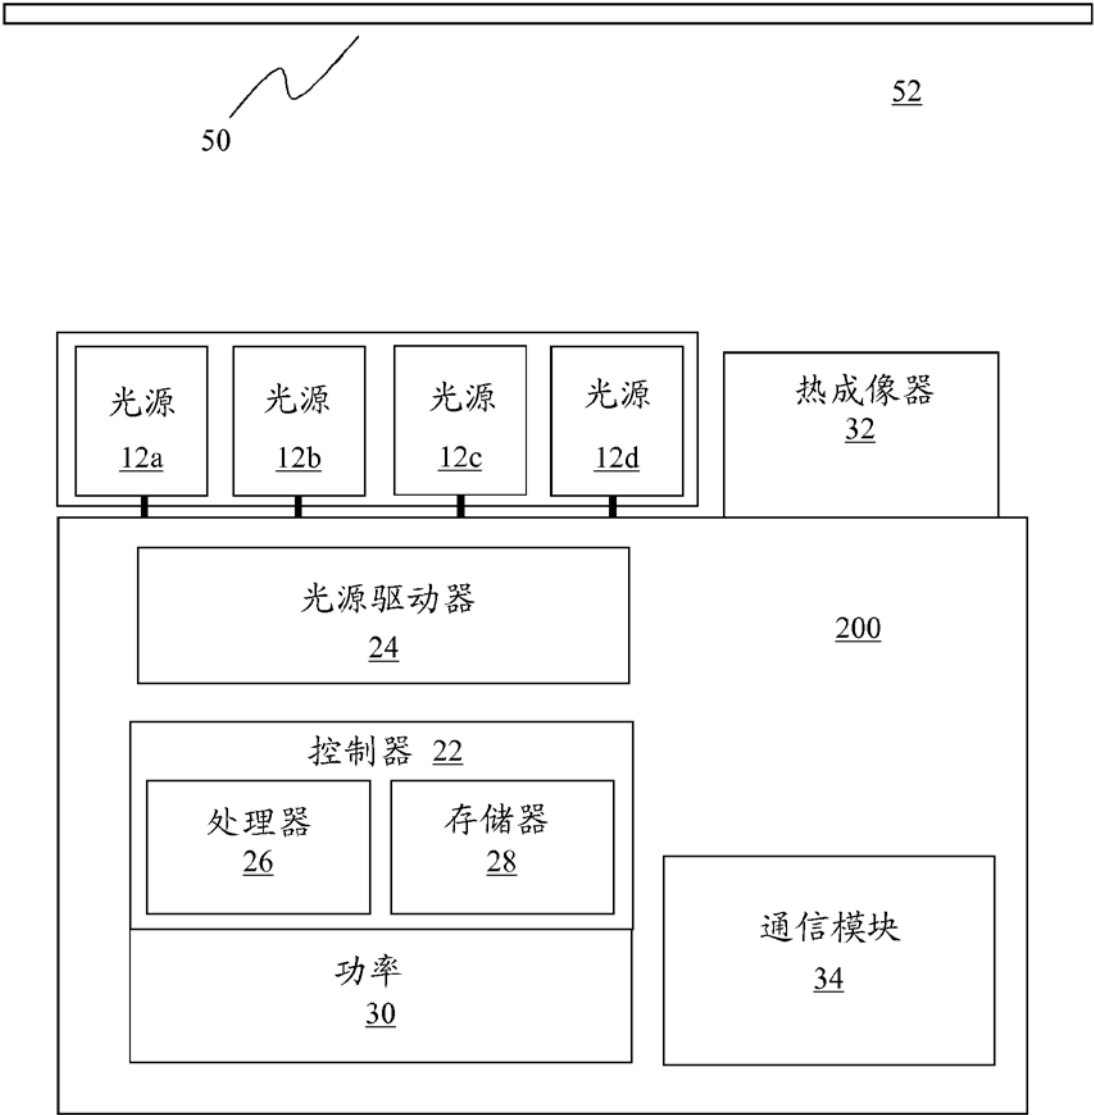 52
50
光源
12a
光源
12b
光源
12c
光源
12d
热成像器
32
光源驱动器
24
200
控制器 22
处理器
26
存储器
28
通信模块
34
功率
30